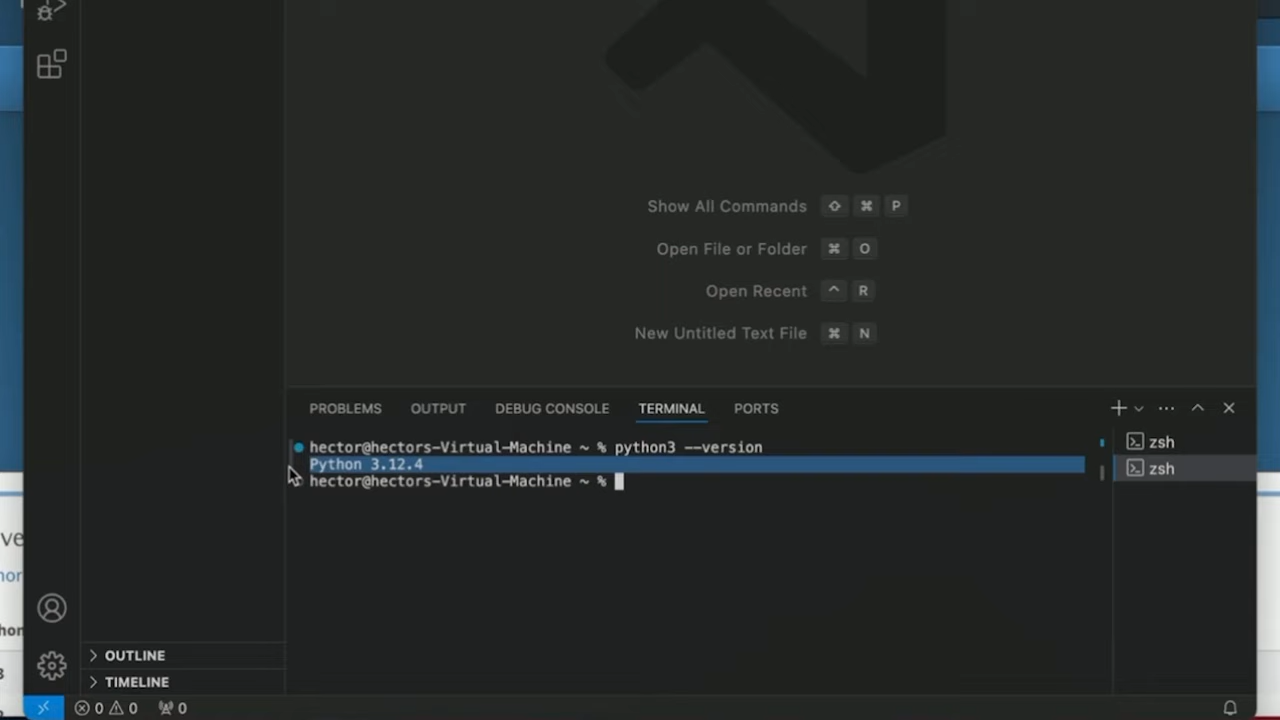 Show All Commands ⇧ ⌘ P
Open File or Folder ⌘ O
Open Recent ^ R
New Untitled Text File ⌘ N
PROBLEMS OUTPUT DEBUG CONSOLE TERMINAL PORTS
hector@hectors-Virtual-Machine ~ % python3 --version
Python 3.12.4
hector@hectors-Virtual-Machine ~ %
zsh
zsh
OUTLINE
TIMELINE
0 0 0